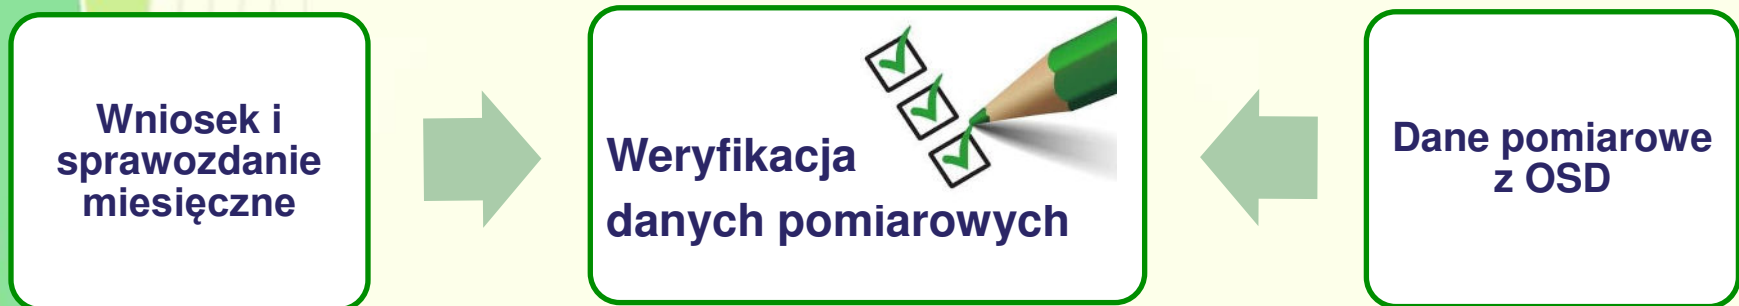 Wniosek i
sprawozdanie
miesięczne
Weryfikacja
danych pomiarowych
Dane pomiarowe
z OSD